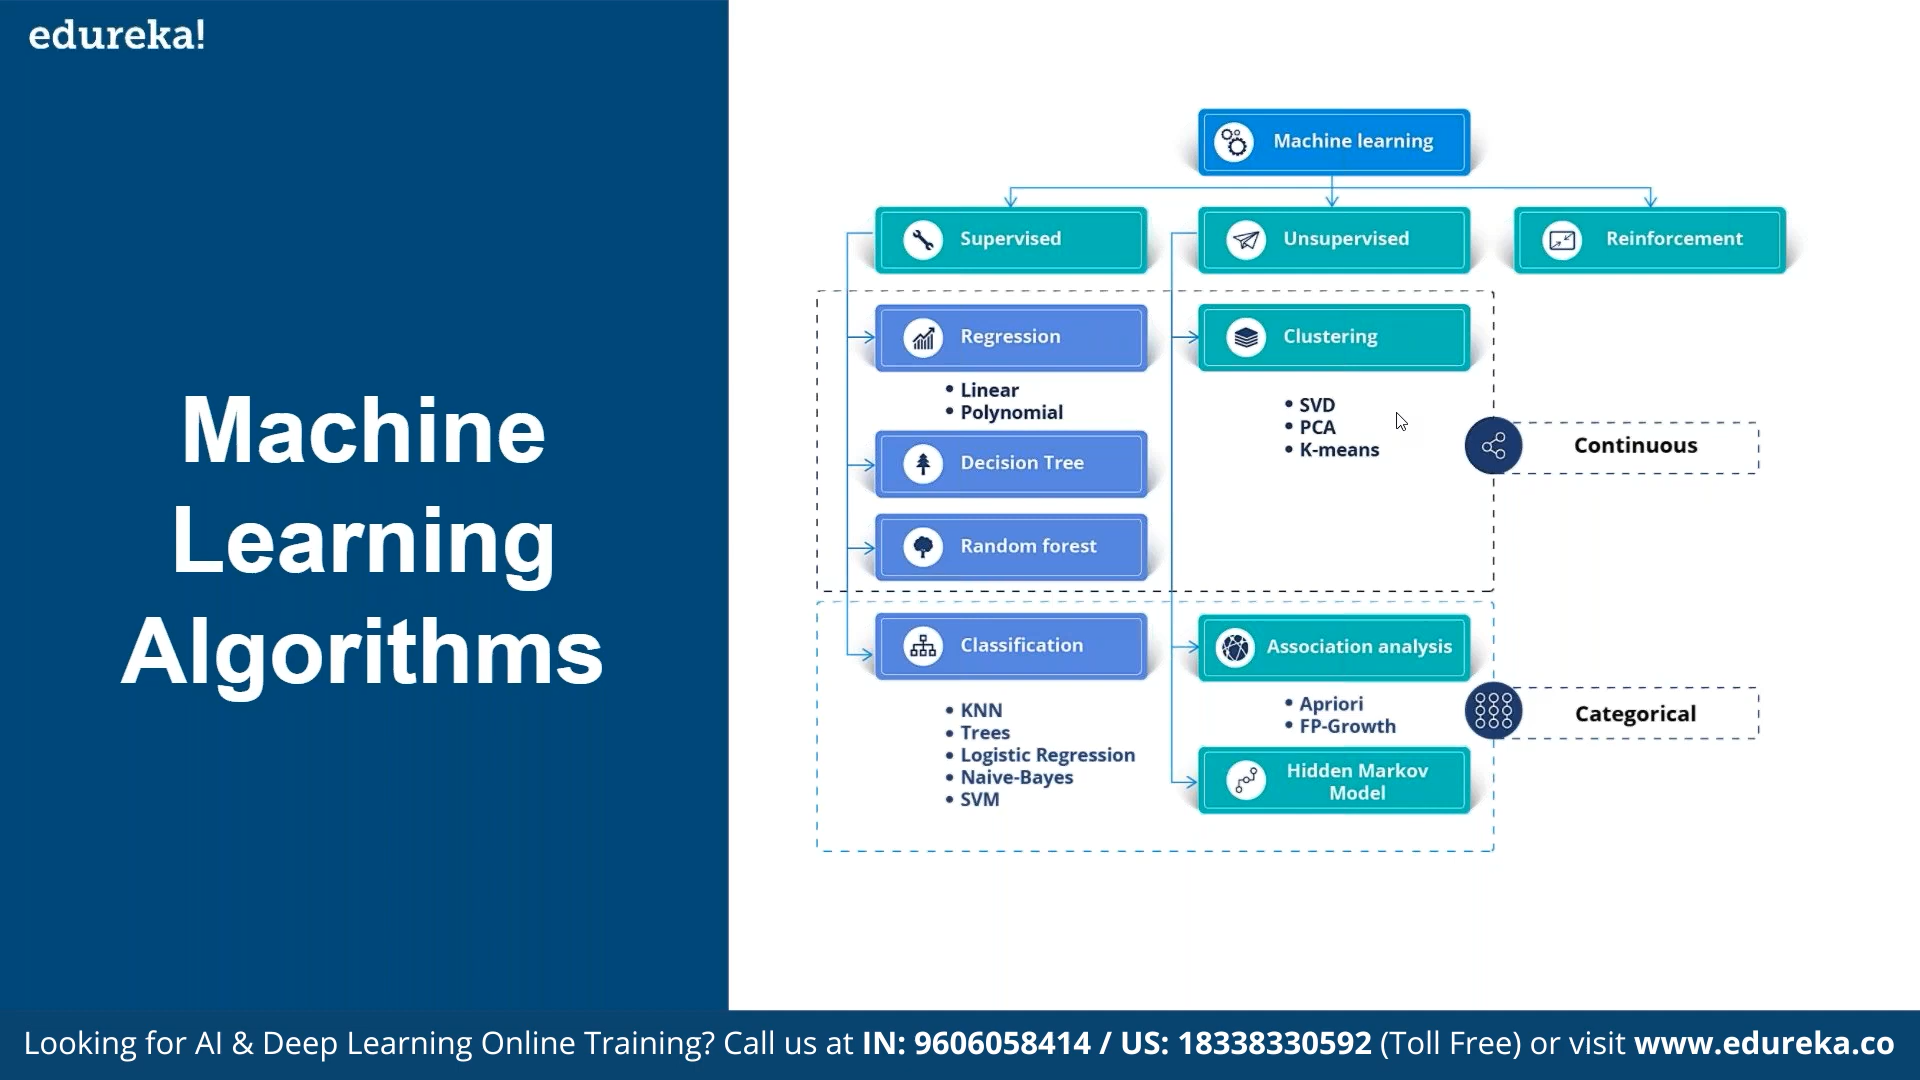 edureka!
Machine
Learning
Algorithms
Machine learning
Supervised
Unsupervised
Reinforcement
Regression
• Linear
• Polynomial
Decision Tree
Random forest
Clustering
• SVD
• PCA
• K-means
Continuous
Classification
• KNN
• Trees
• Logistic Regression
• Naive-Bayes
• SVM
Association analysis
• Apriori
• FP-Growth
Hidden Markov
Model
Categorical
Looking for AI & Deep Learning Online Training? Call us at IN: 9606058414 / US: 18338330592 (Toll Free) or visit www.edureka.co